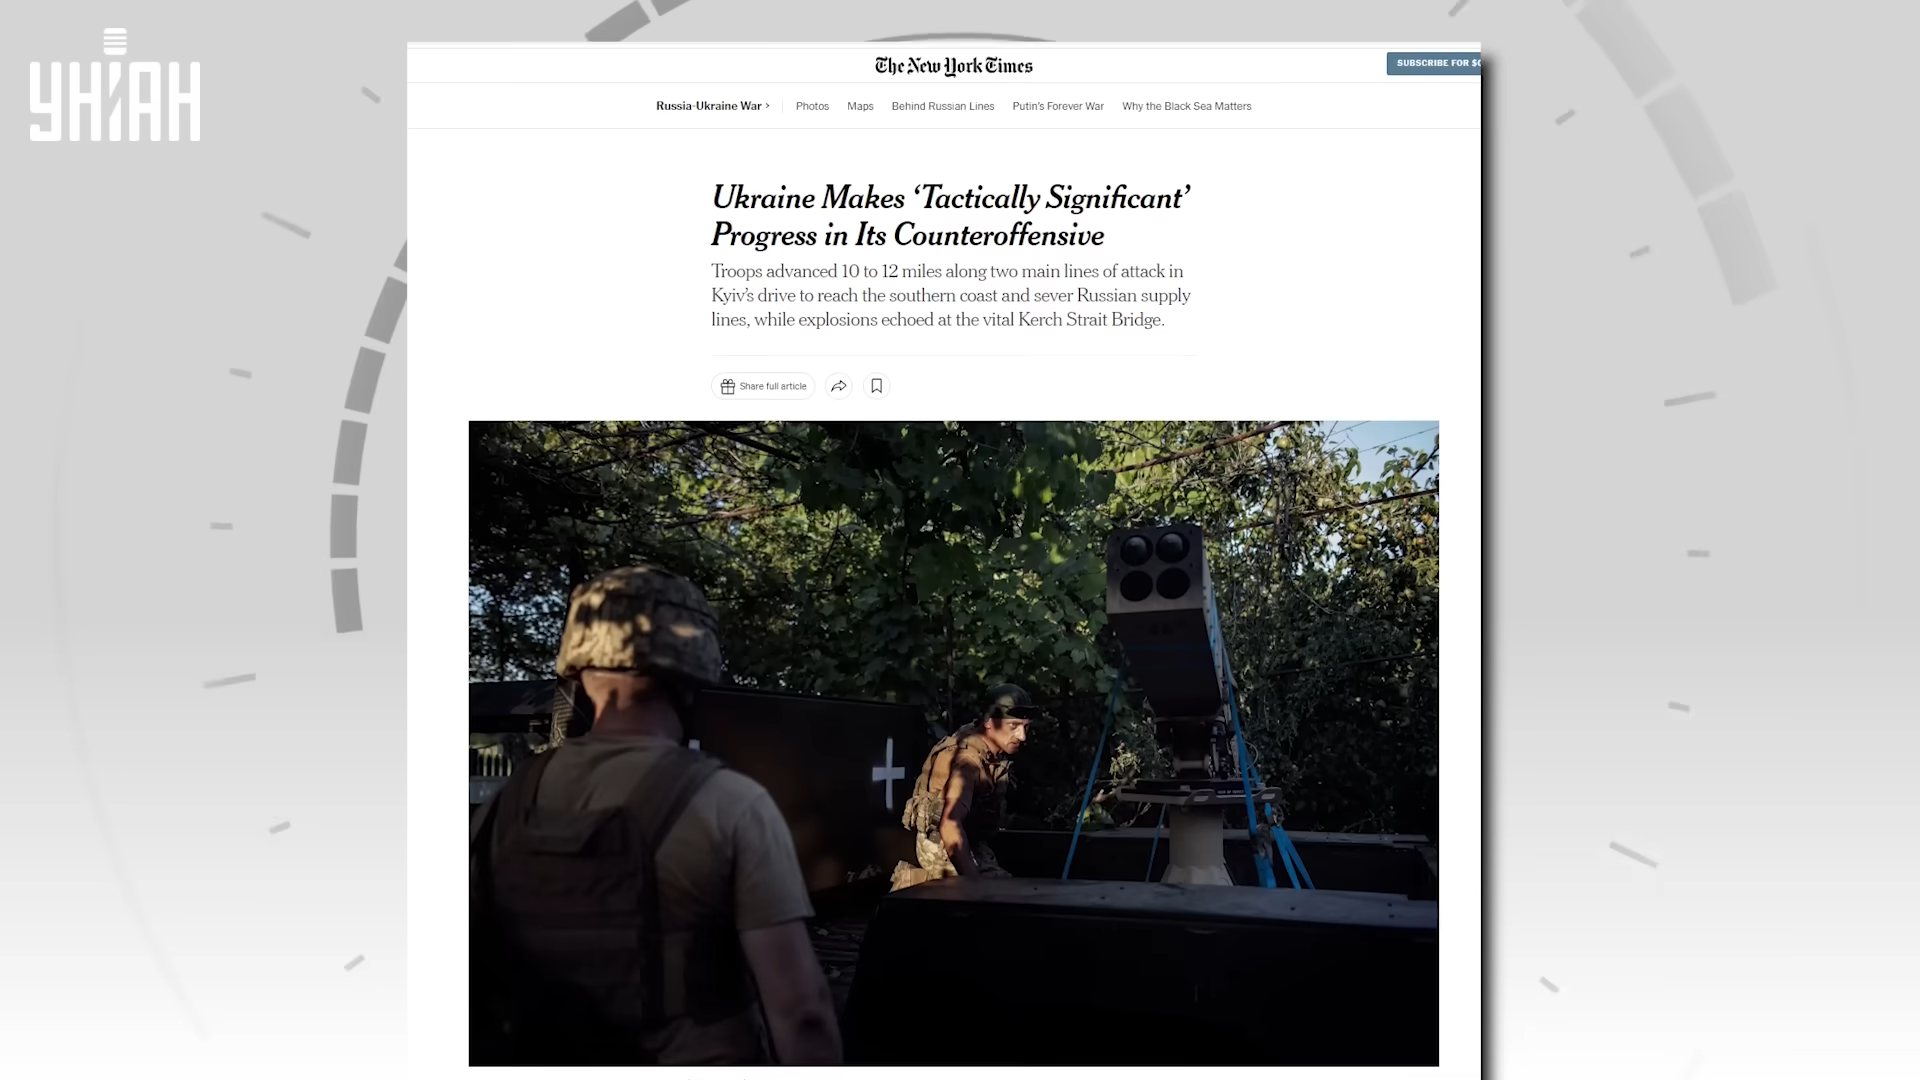 УНІАН
The New York Times
SUBSCRIBE FOR $
Russia-Ukraine War › Photos Maps Behind Russian Lines Putin's Forever War Why the Black Sea Matters
Ukraine Makes ‘Tactically Significant’
Progress in Its Counteroffensive
Troops advanced 10 to 12 miles along two main lines of attack in
Kyiv’s drive to reach the southern coast and sever Russian supply
lines, while explosions echoed at the vital Kerch Strait Bridge.
Share full article